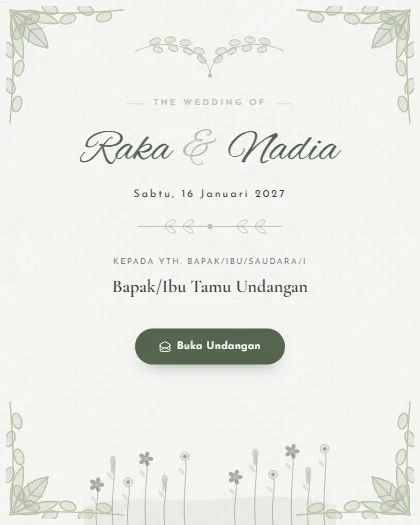 THE WEDDING OF
Raka & Nadia
Sabtu, 16 Januari 2027
KEPADA YTH. BAPAK/IBU/SAUDARA/I
Bapak/Ibu Tamu Undangan
Buka Undangan